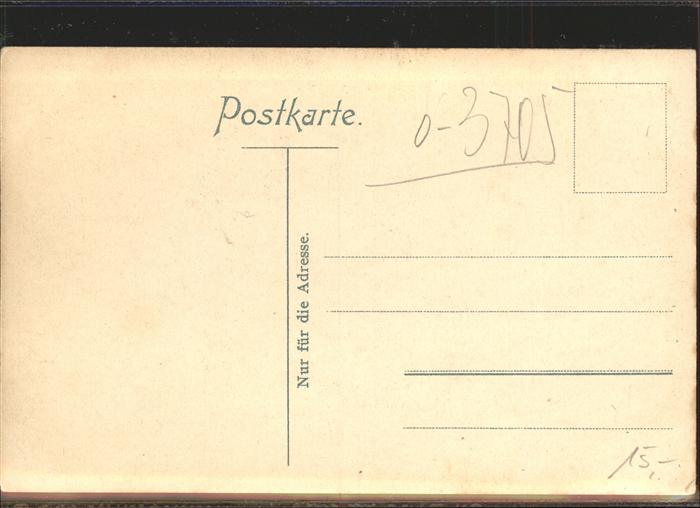 Postkarte.
0-3705
Nur für die Adresse.
15,-